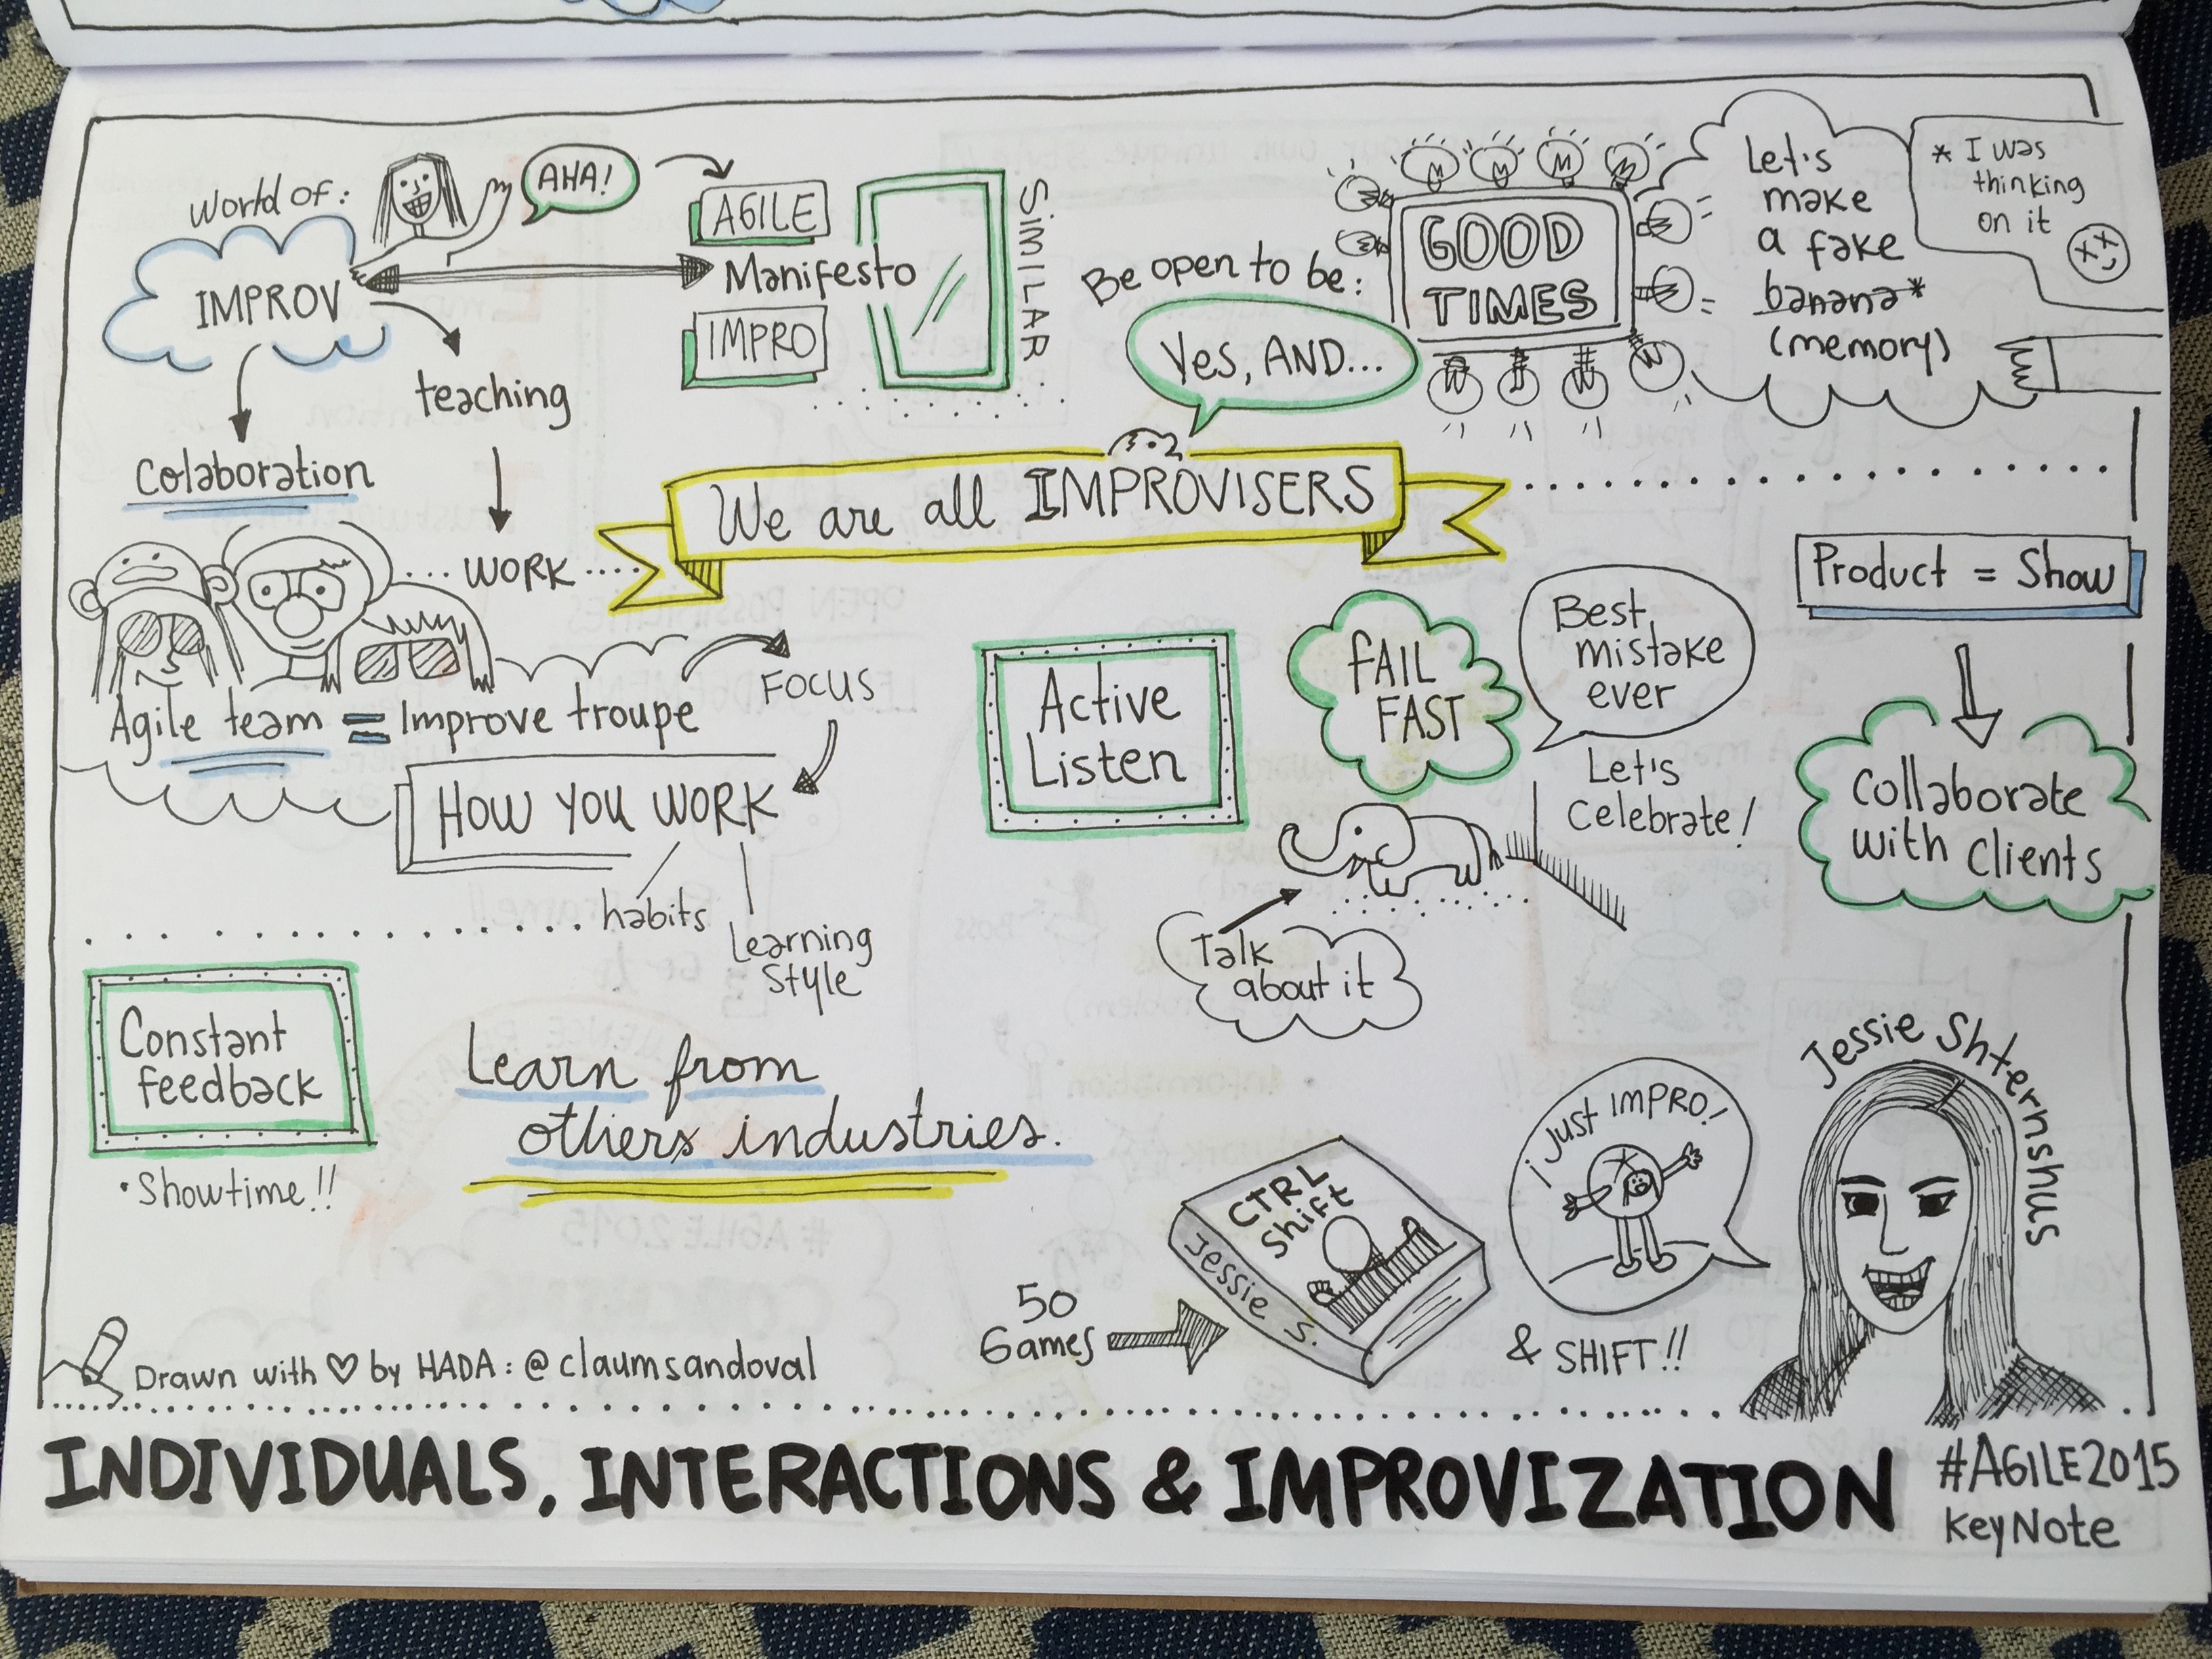 World of:
IMPROV
AHA!
AGILE
Manifesto
IMPRO
SIMILAR
teaching
Colaboration
WORK
Be open to be:
Yes, AND...
GOOD
TIMES
Let's
make
a fake
banana*
(memory)
* I was
thinking
on it
We are all IMPROVISERS
Agile team = Improve troupe
FOCUS
HOW YOU WORK
habits
Learning
Style
Active
Listen
FAIL
FAST
Best
mistake
ever
Let's
Celebrate!
Talk
about it
Product = Show
Collaborate
with Clients
Constant
feedback
• Showtime!!
Learn from
others industries.
50
Games
CTRL
Shift
Jessie S.
¡Just IMPRO!
& SHIFT!!
Jessie Shternshus
Drawn with ♡ by HADA: @claumsandoval
INDIVIDUALS, INTERACTIONS & IMPROVIZATION
#AGILE2015
KeyNote